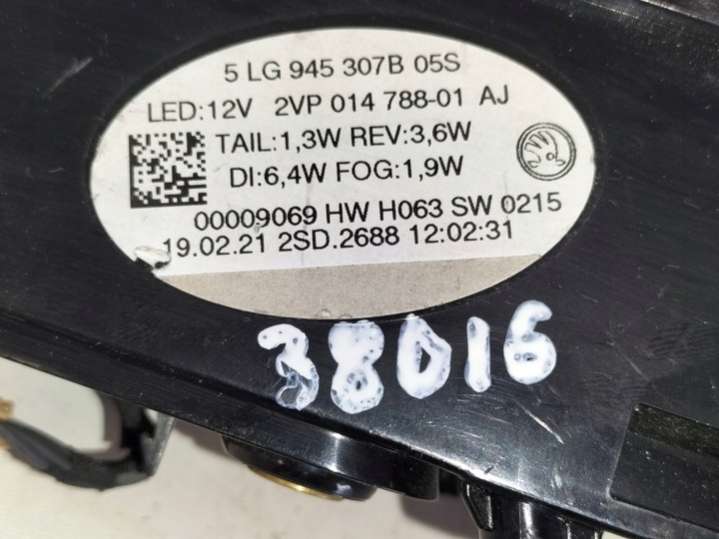 5 LG 945 307B 05S
LED:12V 2VP 014 788-01 AJ
TAIL:1,3W REV:3,6W
DI:6,4W FOG:1,9W
00009069 HW H063 SW 0215
19.02.21 2SD.2688 12:02:31
38D16